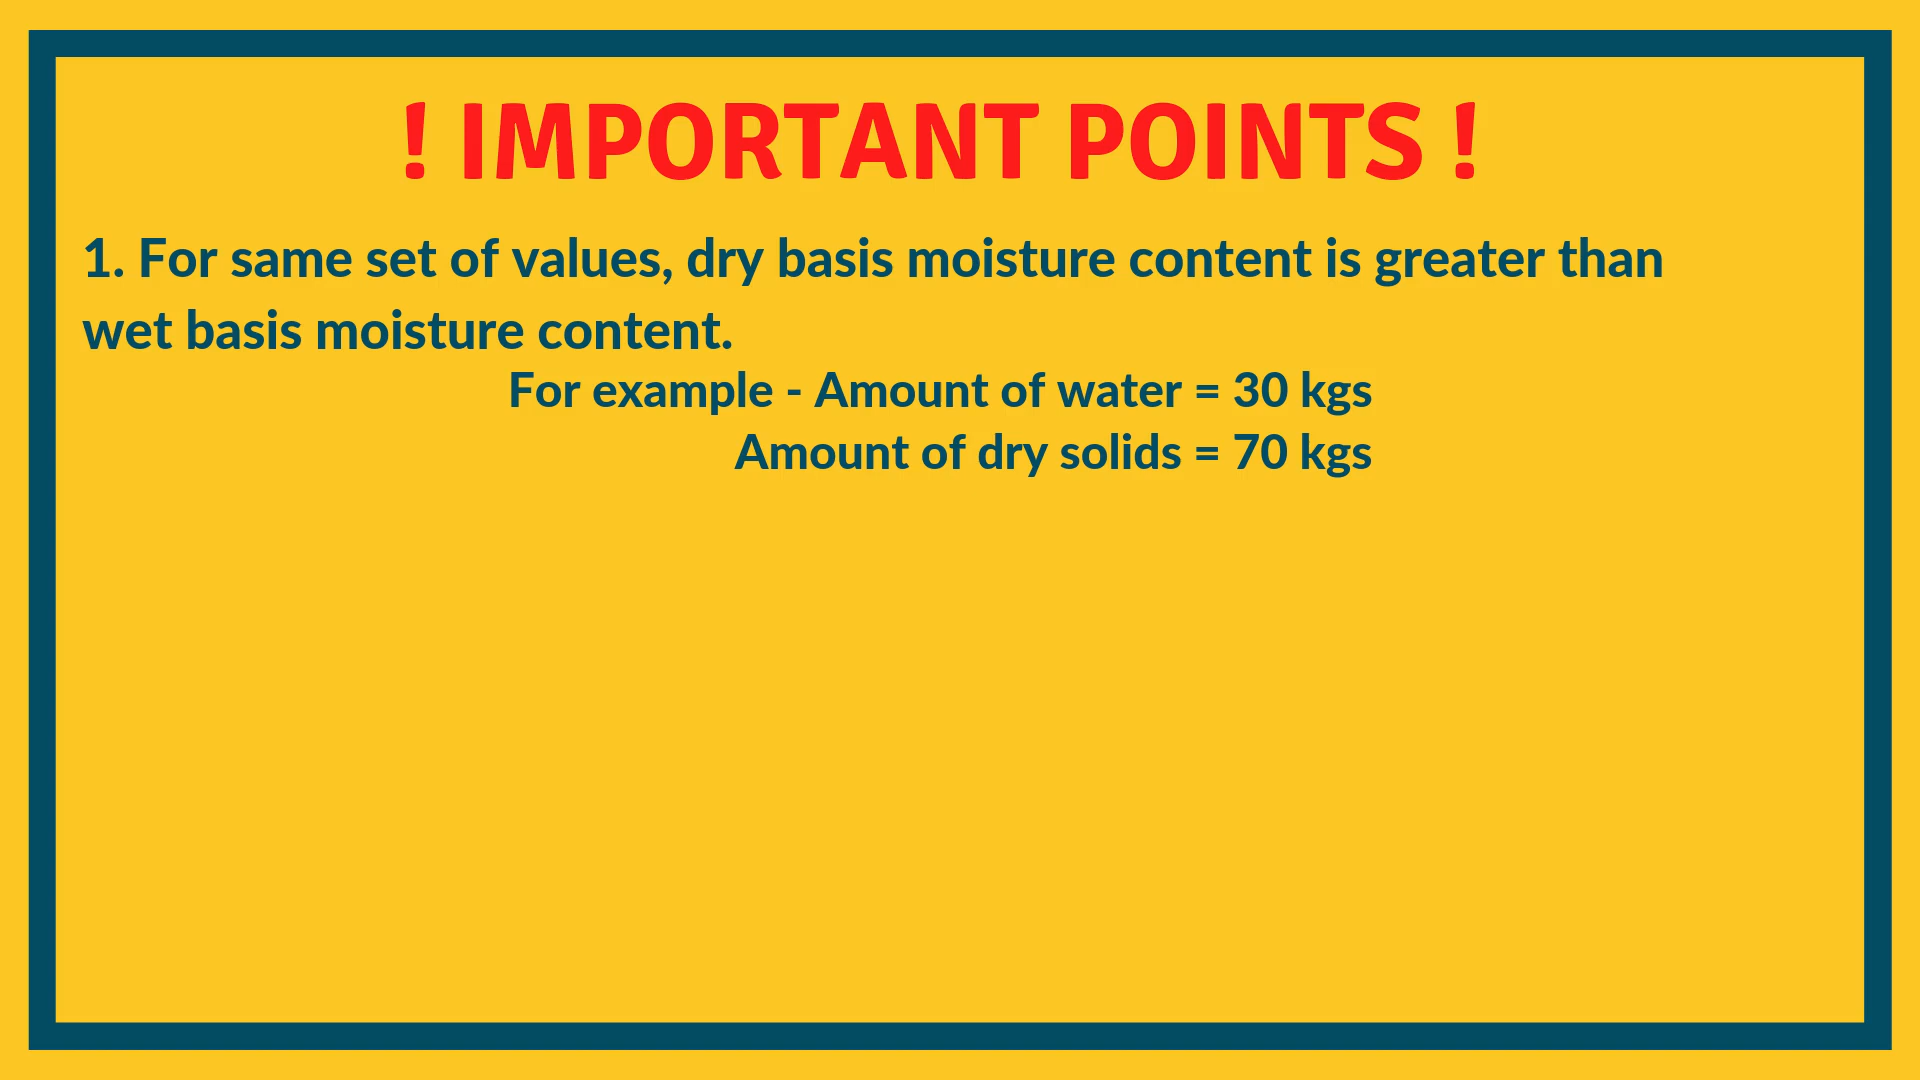 ! IMPORTANT POINTS !
1. For same set of values, dry basis moisture content is greater than
wet basis moisture content.
For example - Amount of water = 30 kgs
Amount of dry solids = 70 kgs